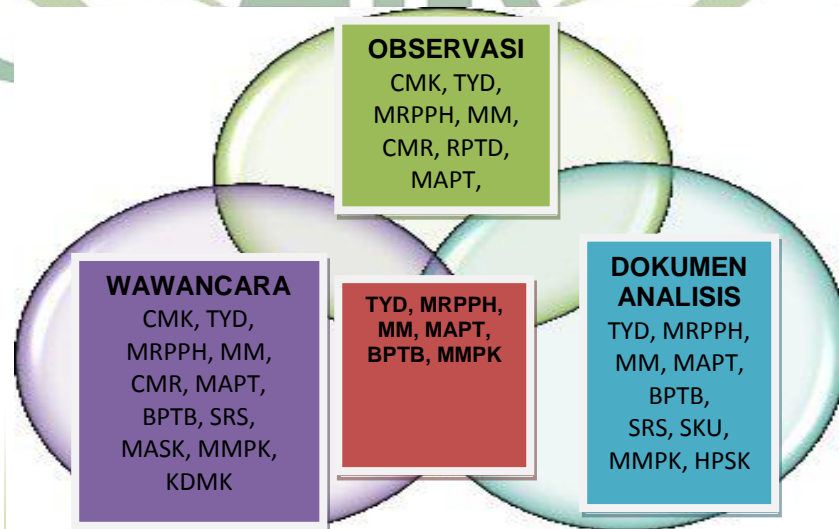 OBSERVASI
CMK, TYD,
MRPPH, MM,
CMR, RPTD,
MAPT,
WAWANCARA
CMK, TYD,
MRPPH, MM,
CMR, MAPT,
BPTB, SRS,
MASK, MMPK,
KDMK
TYD, MRPPH,
MM, MAPT,
BPTB, MMPK
DOKUMEN
ANALISIS
TYD, MRPPH,
MM, MAPT,
BPTB,
SRS, SKU,
MMPK, HPSK